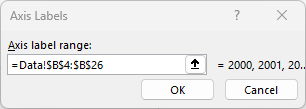 Axis Labels
?
Axis label range:
=Data!$B$4:$B$26
= 2000, 2001, 20...
OK
Cancel